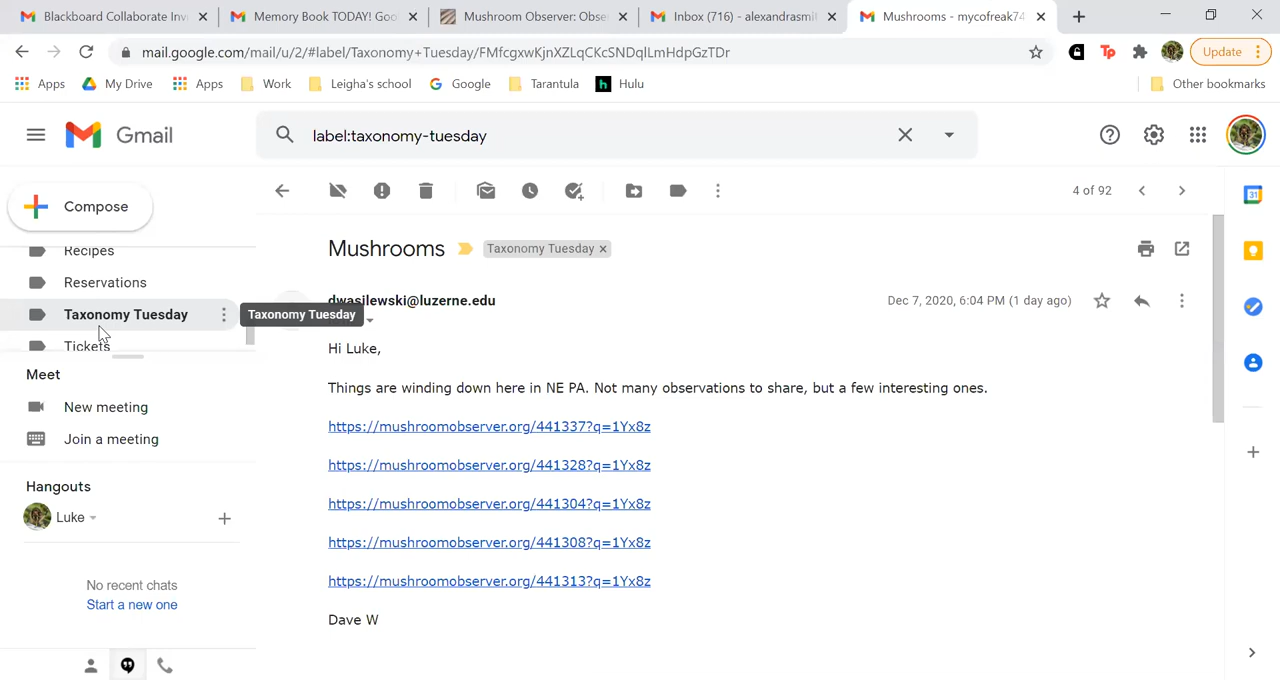 Blackboard Collaborate Inv
Memory Book TODAY! Goo
Mushroom Observer: Obse
Inbox (716) - alexandrasmi
Mushrooms - mycofreak74
mail.google.com/mail/u/2/#label/Taxonomy+Tuesday/FMfcgxwKjnXZLqCKcSNDqlLmHdpGzTDr
Update
Apps
My Drive
Apps
Work
Leigha's school
Google
Tarantula
Hulu
Other bookmarks
Gmail
label:taxonomy-tuesday
Compose
4 of 92
Recipes
Reservations
Taxonomy Tuesday
Tickets
Taxonomy Tuesday
Meet
New meeting
Join a meeting
Hangouts
Luke
No recent chats
Start a new one
Mushrooms
Taxonomy Tuesday
dwasilewski@luzerne.edu
Dec 7, 2020, 6:04 PM (1 day ago)
Hi Luke,
Things are winding down here in NE PA. Not many observations to share, but a few interesting ones.
https://mushroomobserver.org/441337?q=1Yx8z
https://mushroomobserver.org/441328?q=1Yx8z
https://mushroomobserver.org/441304?q=1Yx8z
https://mushroomobserver.org/441308?q=1Yx8z
https://mushroomobserver.org/441313?q=1Yx8z
Dave W
31